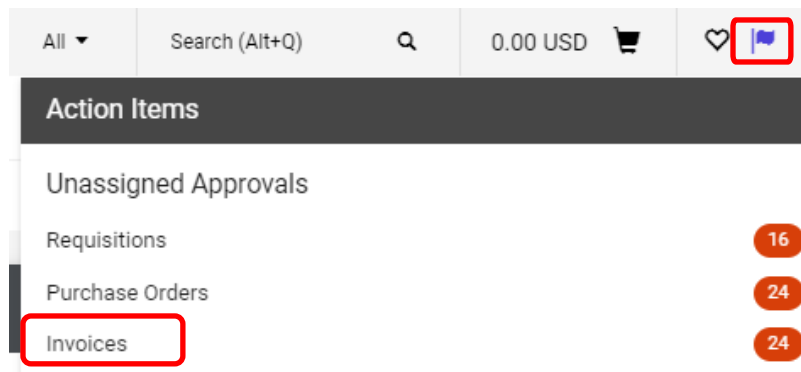 All Search (Alt+Q) 0.00 USD
Action Items
Unassigned Approvals
Requisitions 16
Purchase Orders 24
Invoices 24